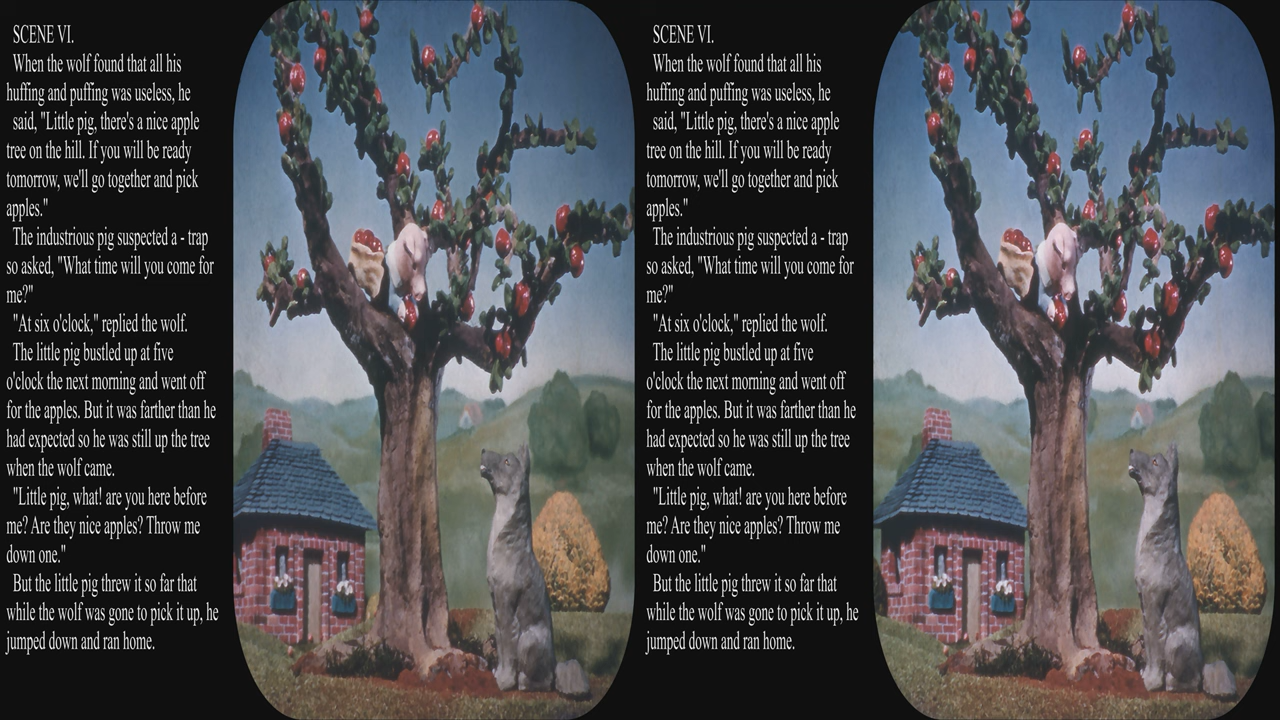 SCENE VI.
When the wolf found that all his
huffing and puffing was useless, he
said, "Little pig, there's a nice apple
tree on the hill. If you will be ready
tomorrow, we'll go together and pick
apples."
The industrious pig suspected a - trap
so asked, "What time will you come for
me?"
"At six o'clock," replied the wolf.
The little pig bustled up at five
o'clock the next morning and went off
for the apples. But it was farther than he
had expected so he was still up the tree
when the wolf came.
"Little pig, what! are you here before
me? Are they nice apples? Throw me
down one."
But the little pig threw it so far that
while the wolf was gone to pick it up, he
jumped down and ran home.
SCENE VI.
When the wolf found that all his
huffing and puffing was useless, he
said, "Little pig, there's a nice apple
tree on the hill. If you will be ready
tomorrow, we'll go together and pick
apples."
The industrious pig suspected a - trap
so asked, "What time will you come for
me?"
"At six o'clock," replied the wolf.
The little pig bustled up at five
o'clock the next morning and went off
for the apples. But it was farther than he
had expected so he was still up the tree
when the wolf came.
"Little pig, what! are you here before
me? Are they nice apples? Throw me
down one."
But the little pig threw it so far that
while the wolf was gone to pick it up, he
jumped down and ran home.